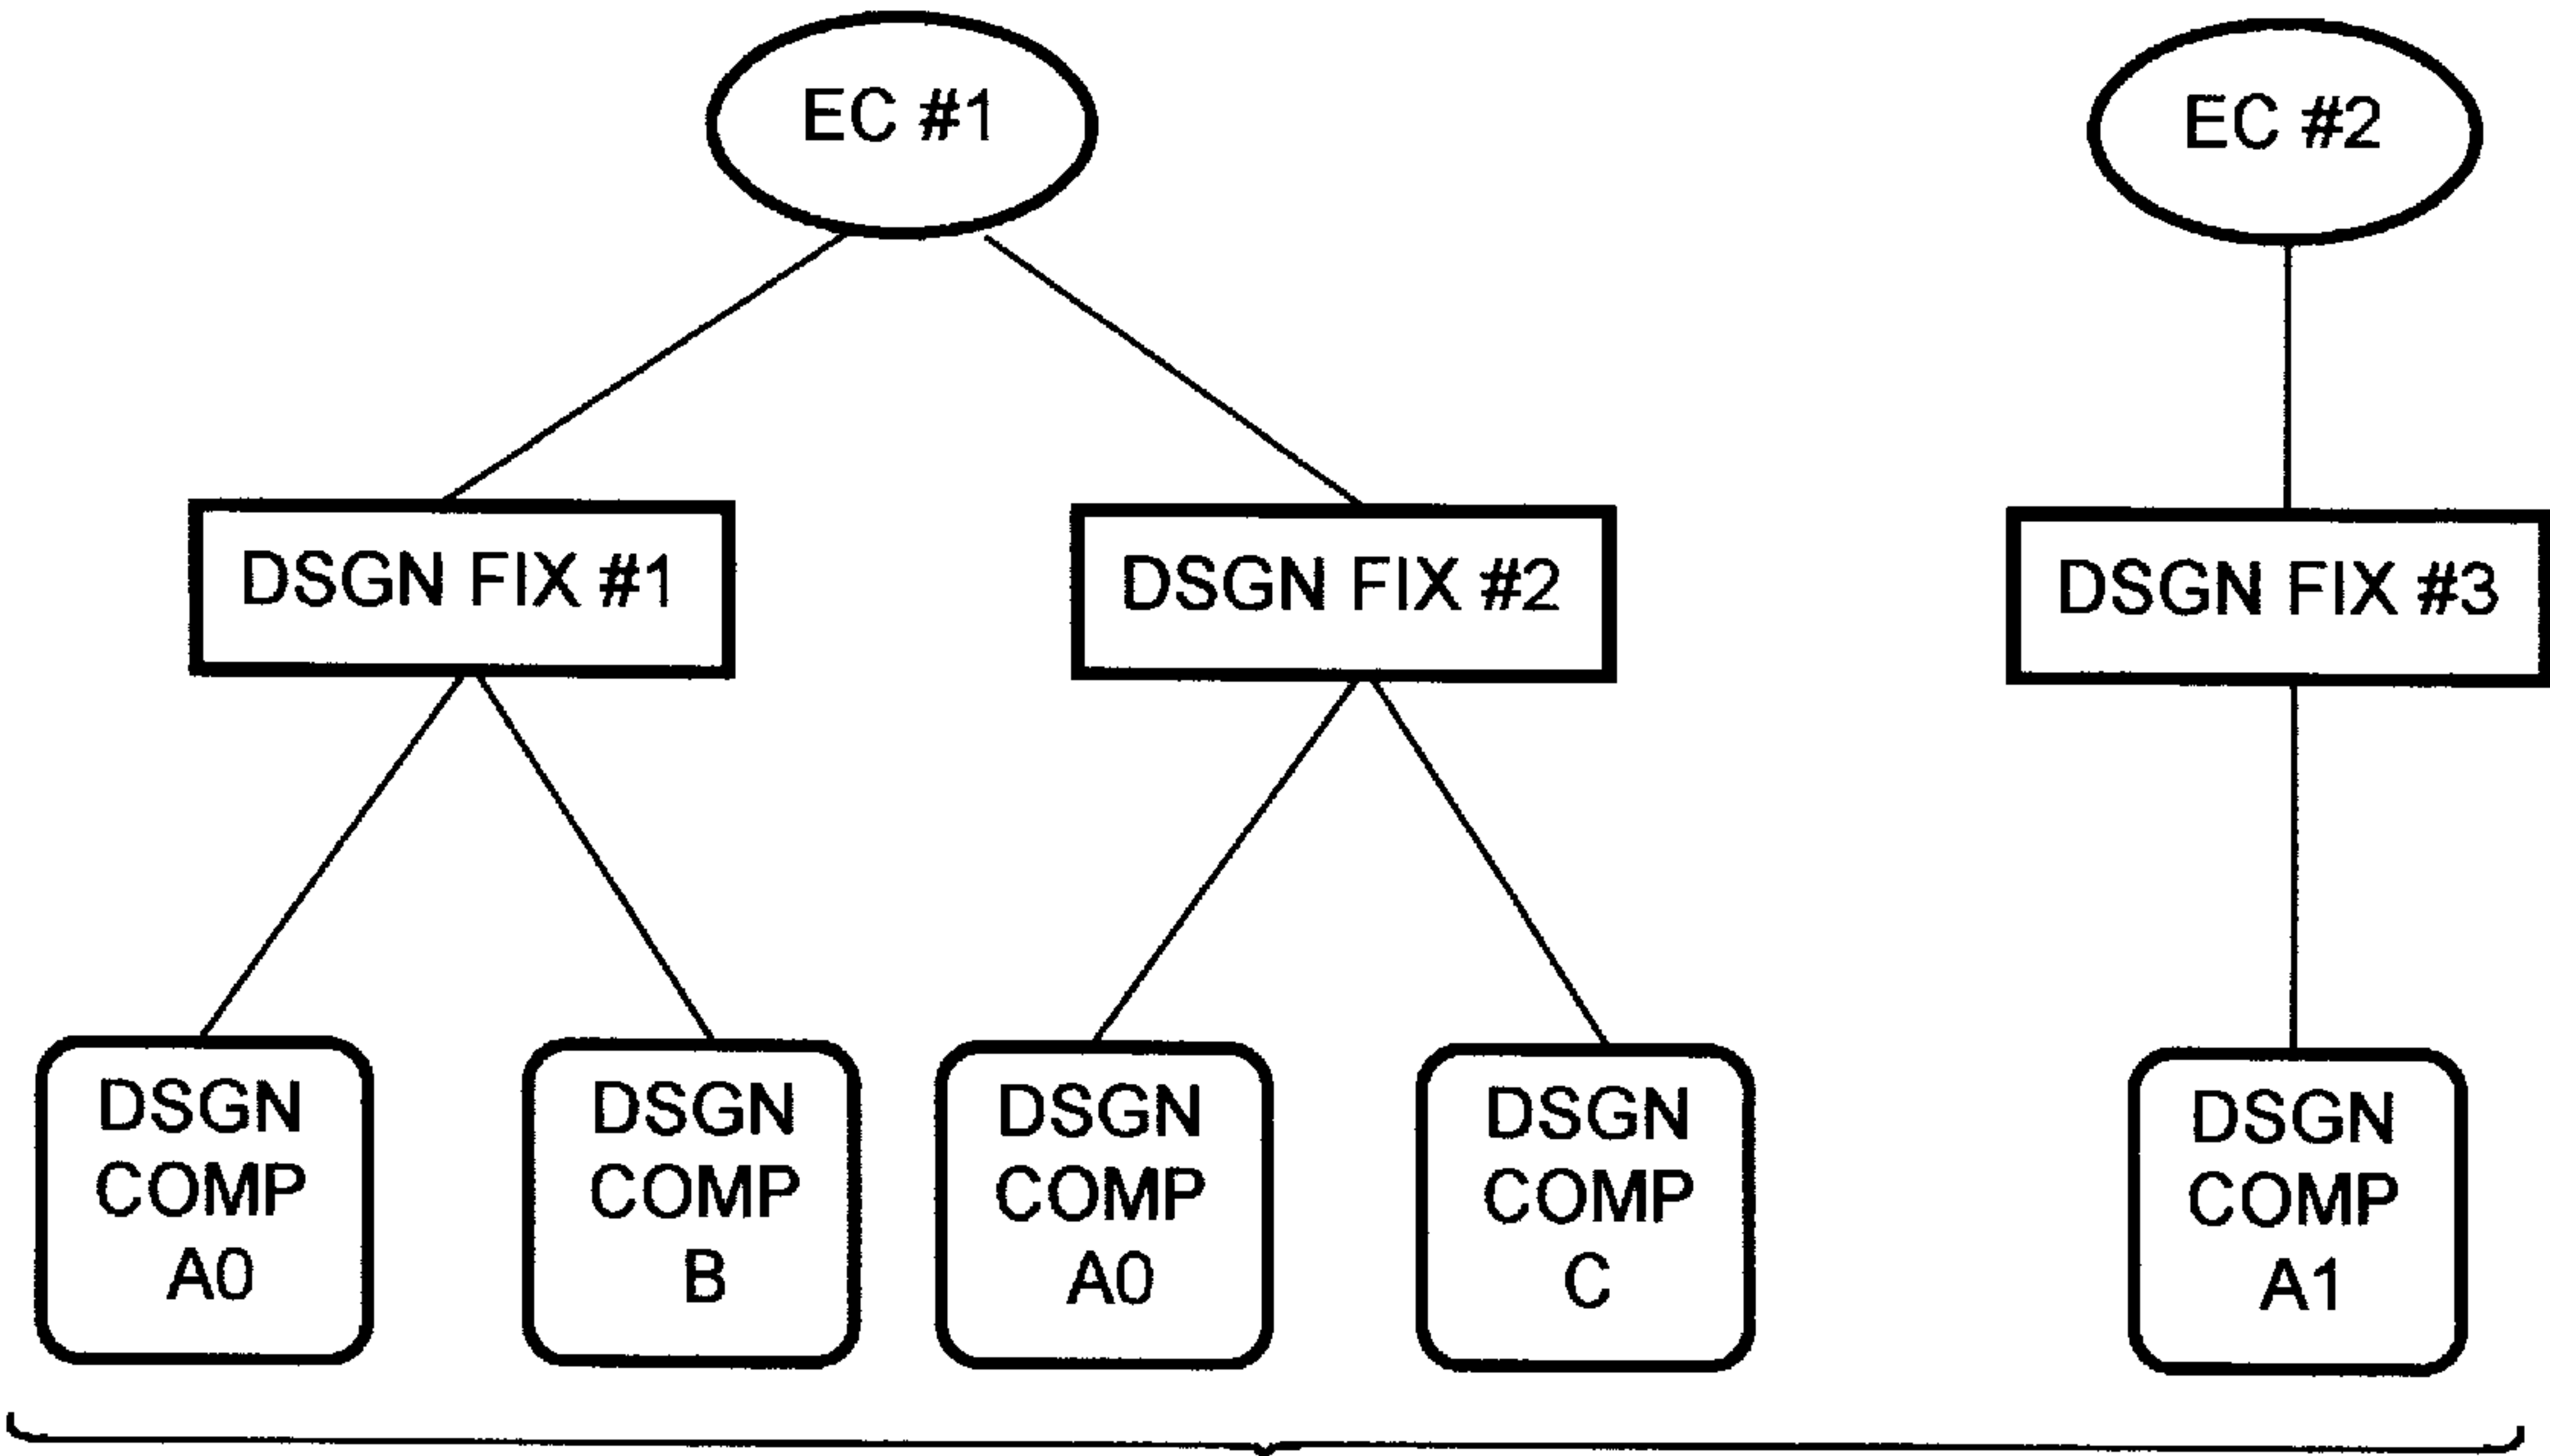 EC #1
EC #2
DSGN FIX #1
DSGN FIX #2
DSGN FIX #3
DSGN
COMP
A0
DSGN
COMP
B
DSGN
COMP
A0
DSGN
COMP
C
DSGN
COMP
A1